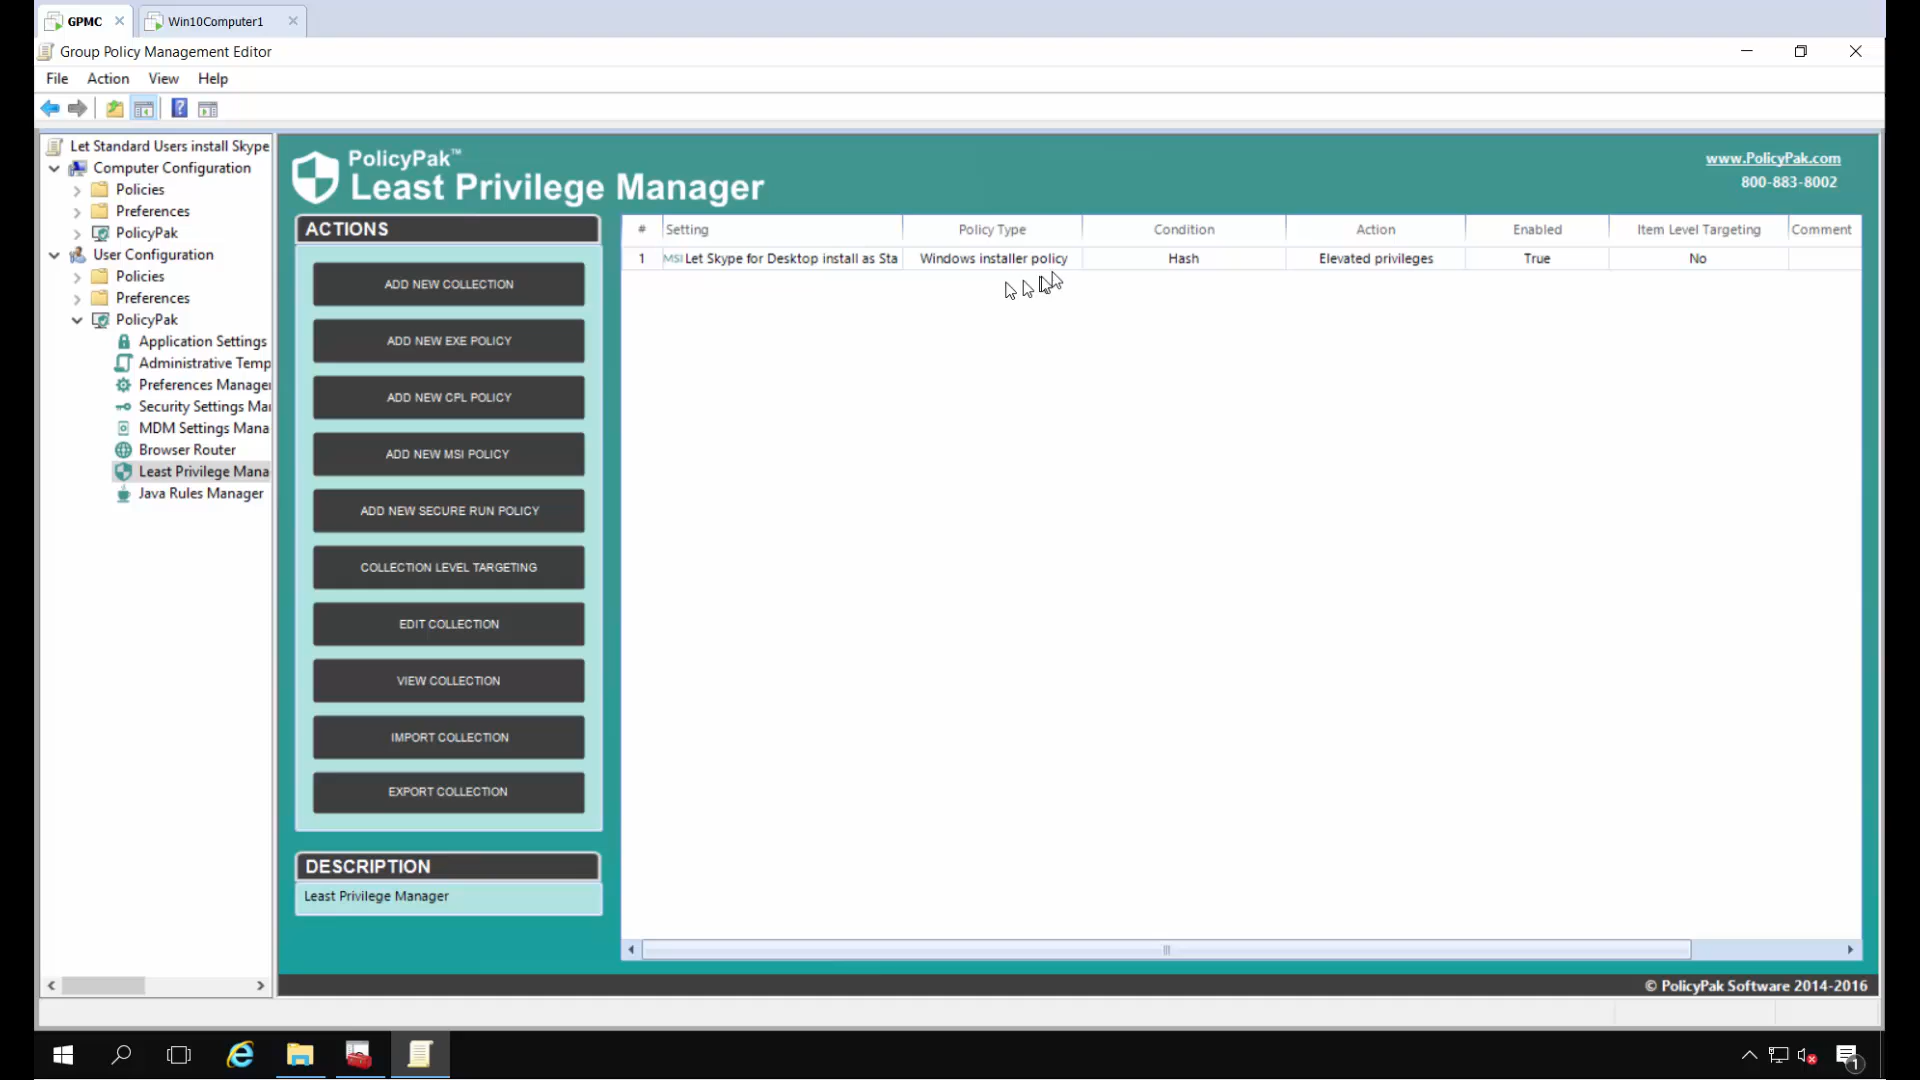 GPMC
Win10Computer1
Group Policy Management Editor
File Action View Help
Let Standard Users install Skype
Computer Configuration
Policies
Preferences
PolicyPak
User Configuration
Policies
Preferences
PolicyPak
Application Settings
Administrative Temp
Preferences Manager
Security Settings Ma
MDM Settings Mana
Browser Router
Least Privilege Mana
Java Rules Manager
PolicyPak™
Least Privilege Manager
www.PolicyPak.com
800-883-8002
ACTIONS
ADD NEW COLLECTION
ADD NEW EXE POLICY
ADD NEW CPL POLICY
ADD NEW MSI POLICY
ADD NEW SECURE RUN POLICY
COLLECTION LEVEL TARGETING
EDIT COLLECTION
VIEW COLLECTION
IMPORT COLLECTION
EXPORT COLLECTION
DESCRIPTION
Least Privilege Manager
# Setting Policy Type Condition Action Enabled Item Level Targeting Comment
1 MSI Let Skype for Desktop install as Sta Windows installer policy Hash Elevated privileges True No
© PolicyPak Software 2014-2016
1